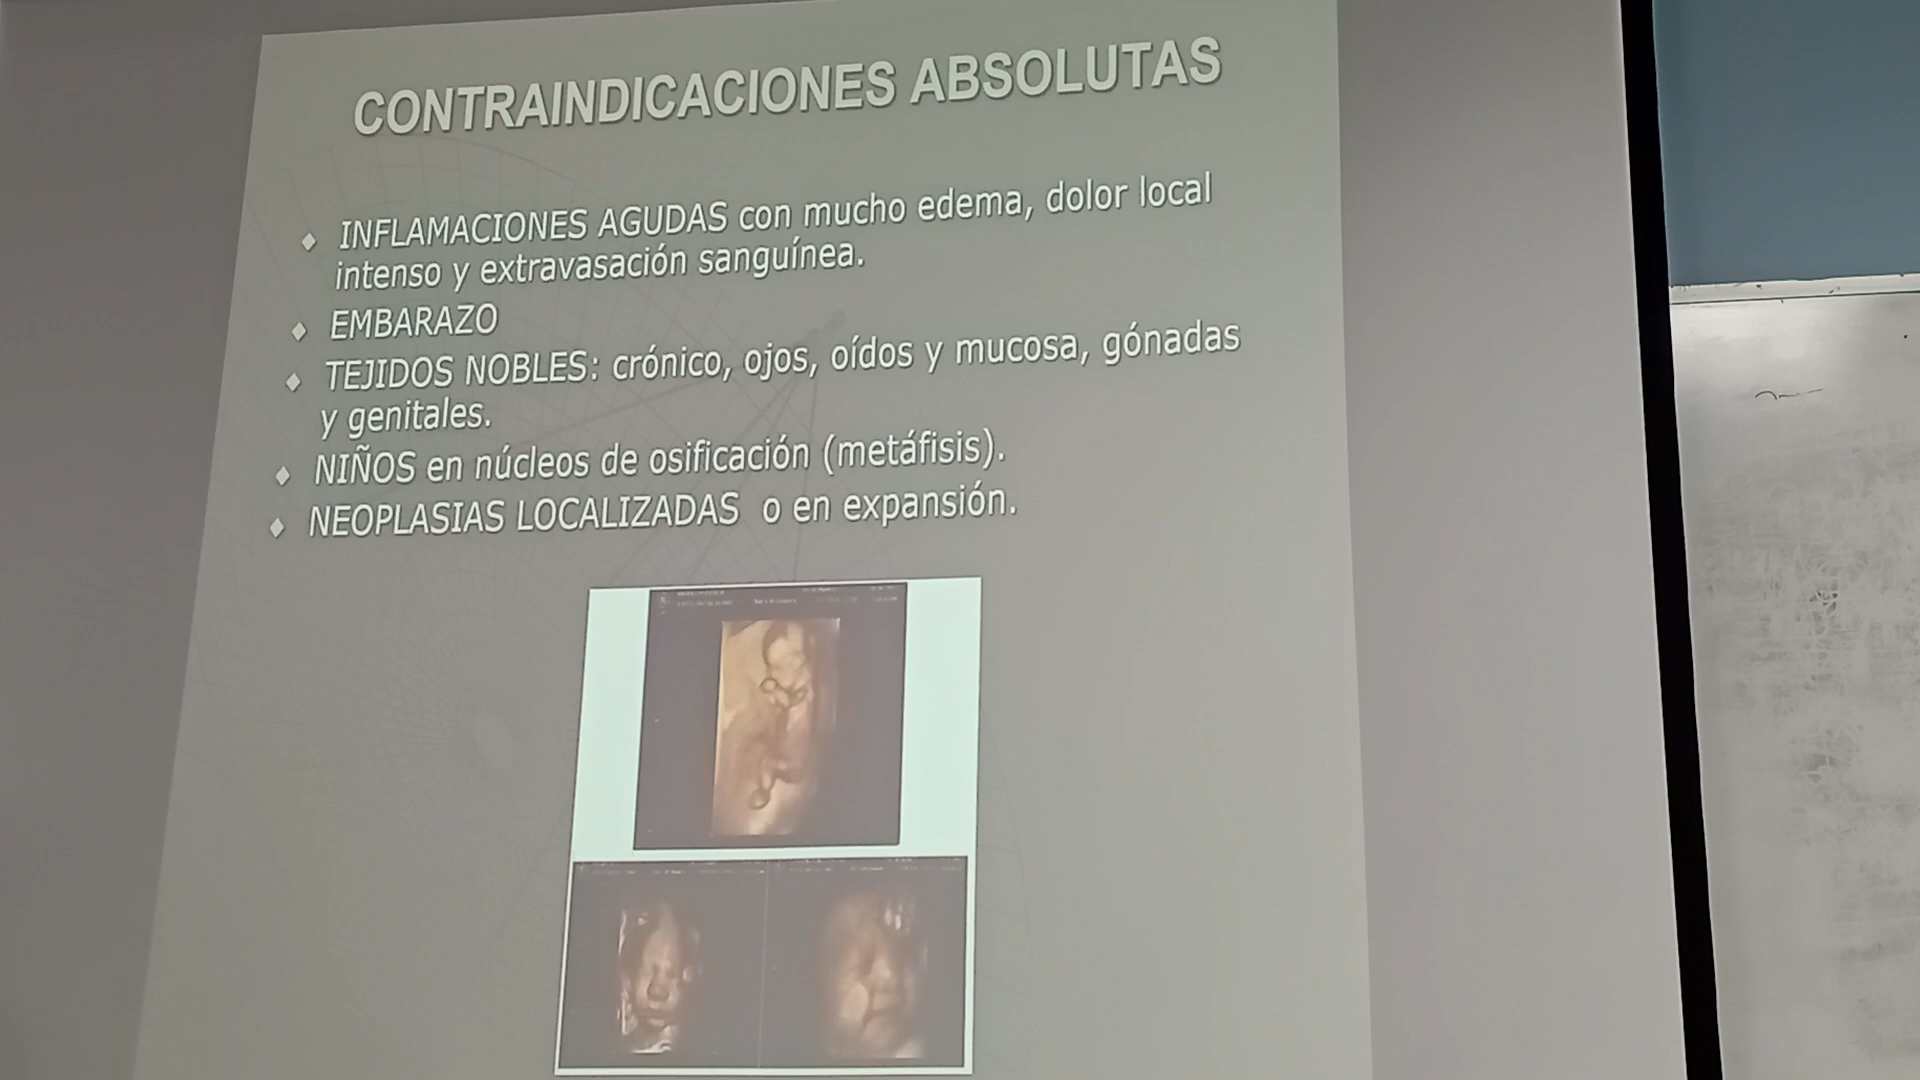 CONTRAINDICACIONES ABSOLUTAS
INFLAMACIONES AGUDAS con mucho edema, dolor local
intenso y extravasación sanguínea.
EMBARAZO
TEJIDOS NOBLES: crónico, ojos, oídos y mucosa, gónadas
y genitales.
NIÑOS en núcleos de osificación (metáfisis).
NEOPLASIAS LOCALIZADAS o en expansión.